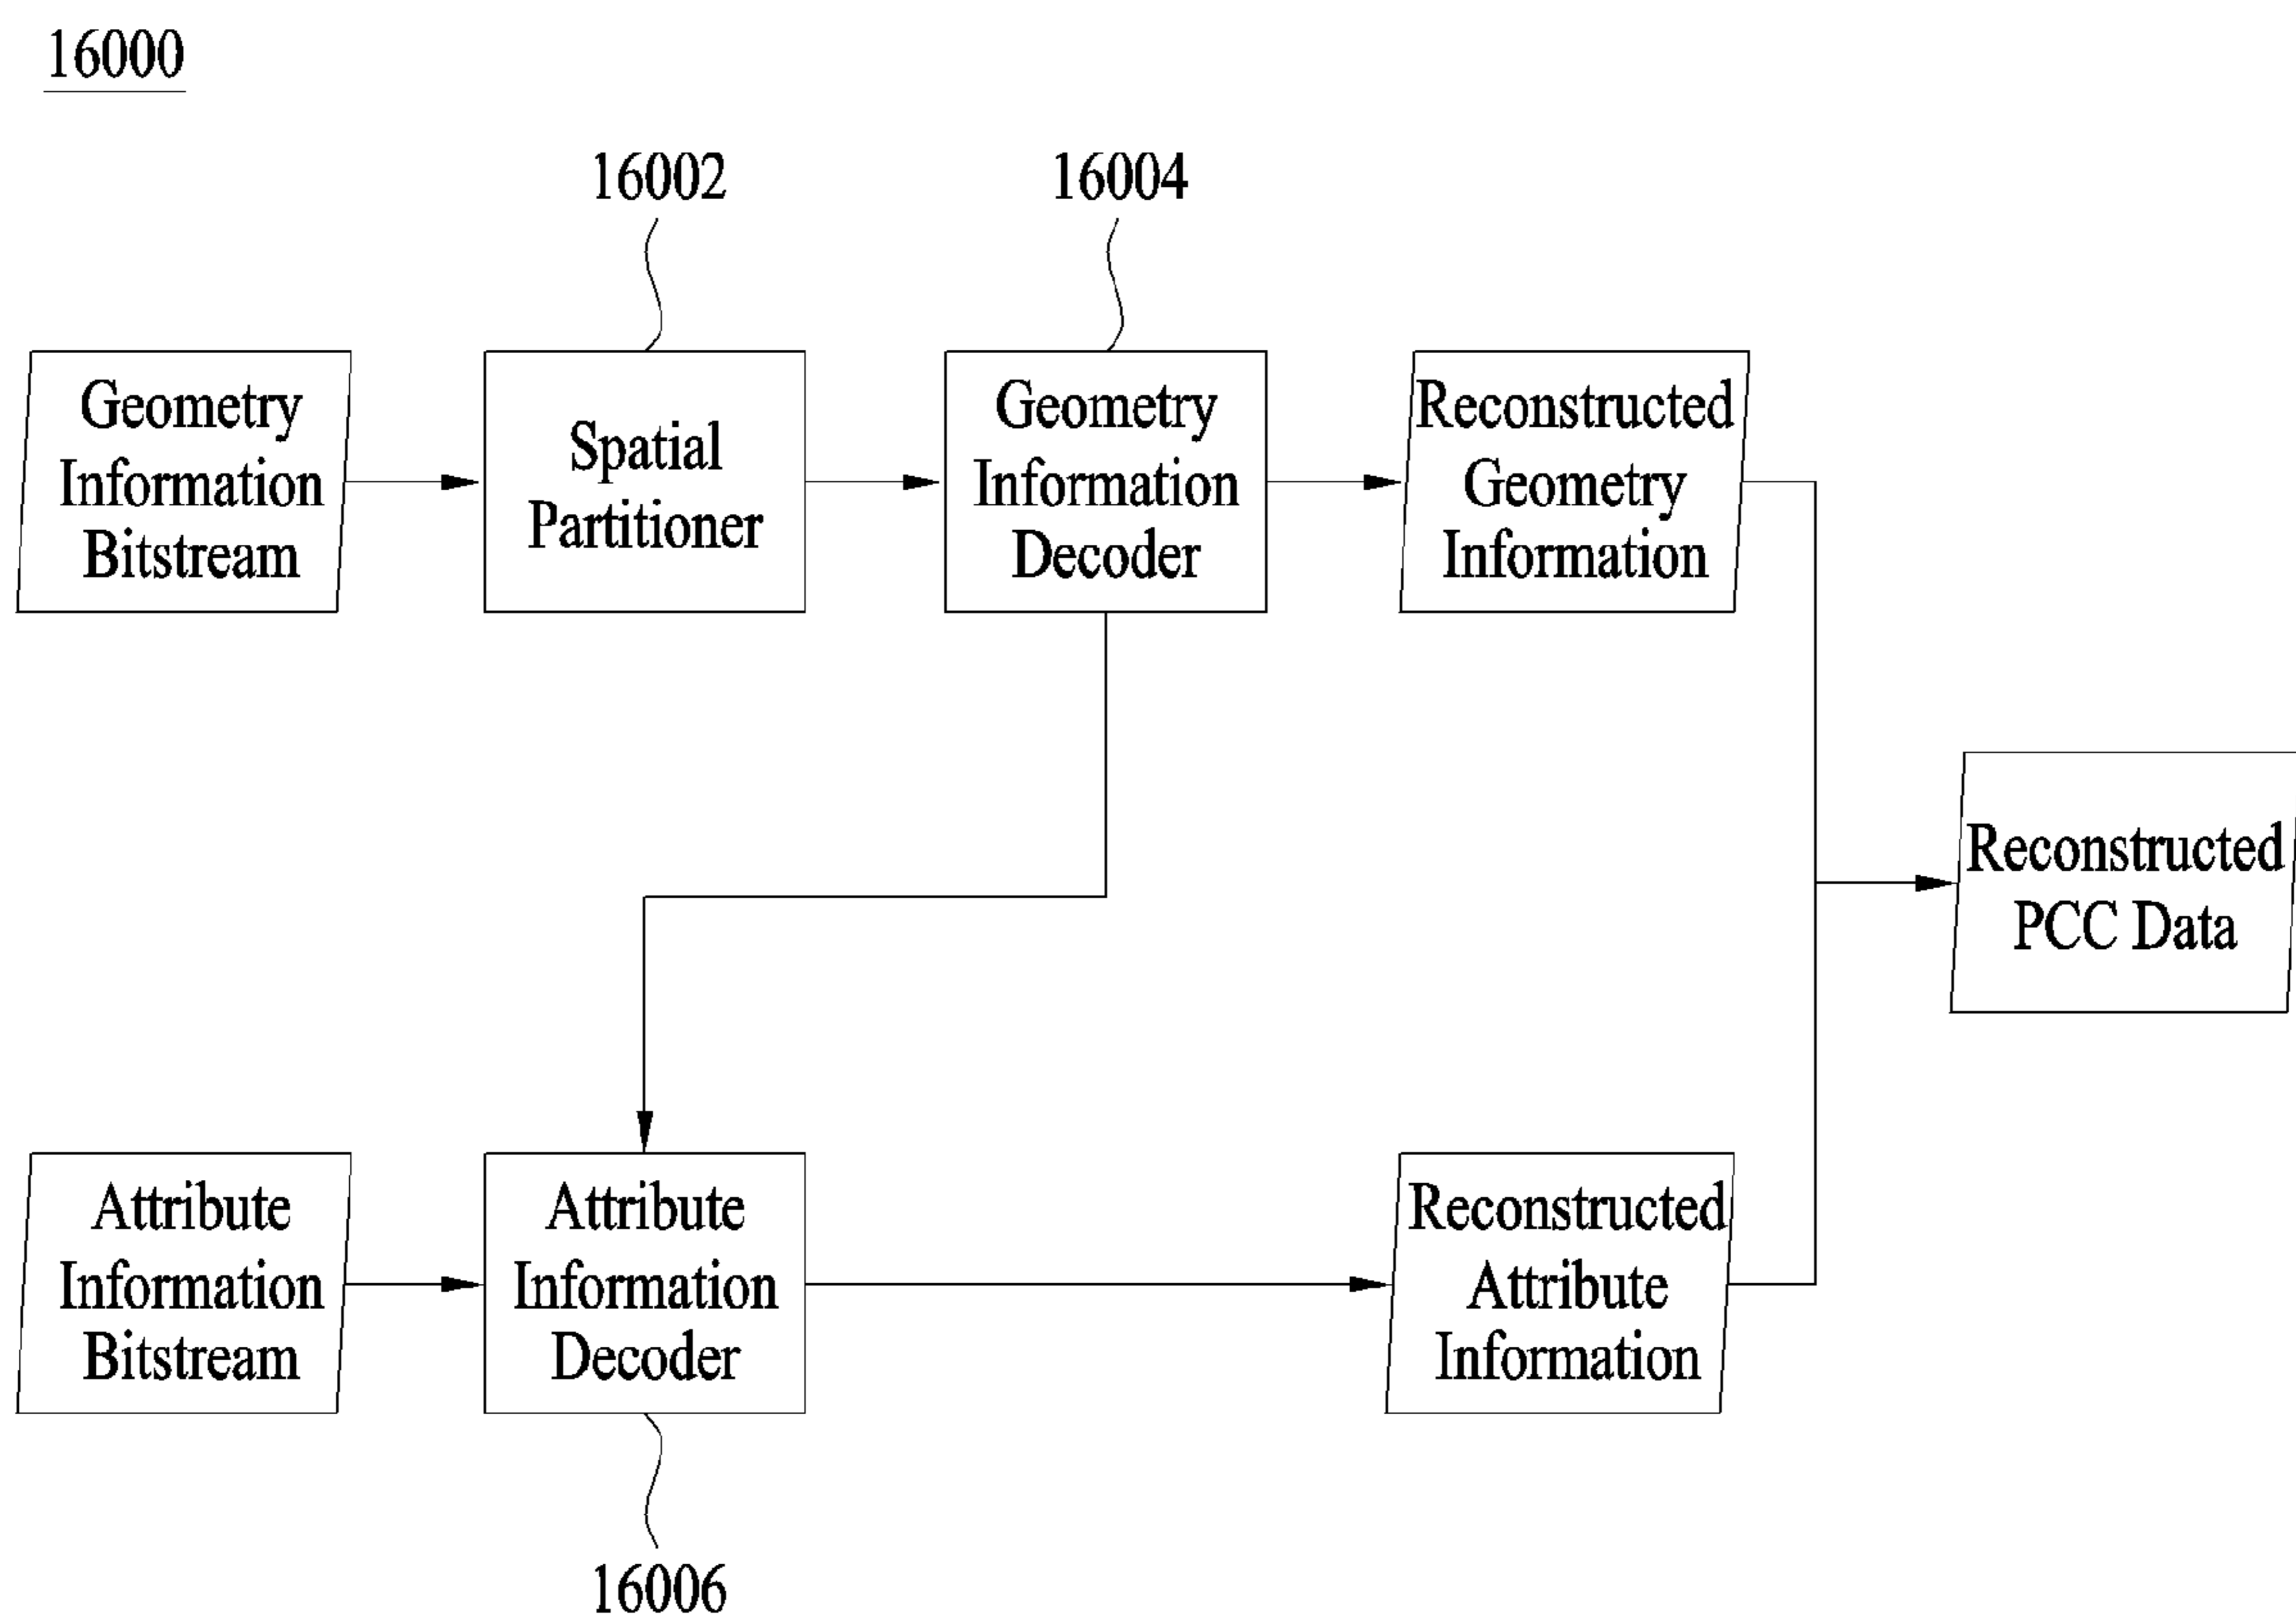 16000
16002
16004
Geometry
Information
Bitstream
Spatial
Partitioner
Geometry
Information
Decoder
Reconstructed
Geometry
Information
Reconstructed
PCC Data
Attribute
Information
Bitstream
Attribute
Information
Decoder
Reconstructed
Attribute
Information
16006